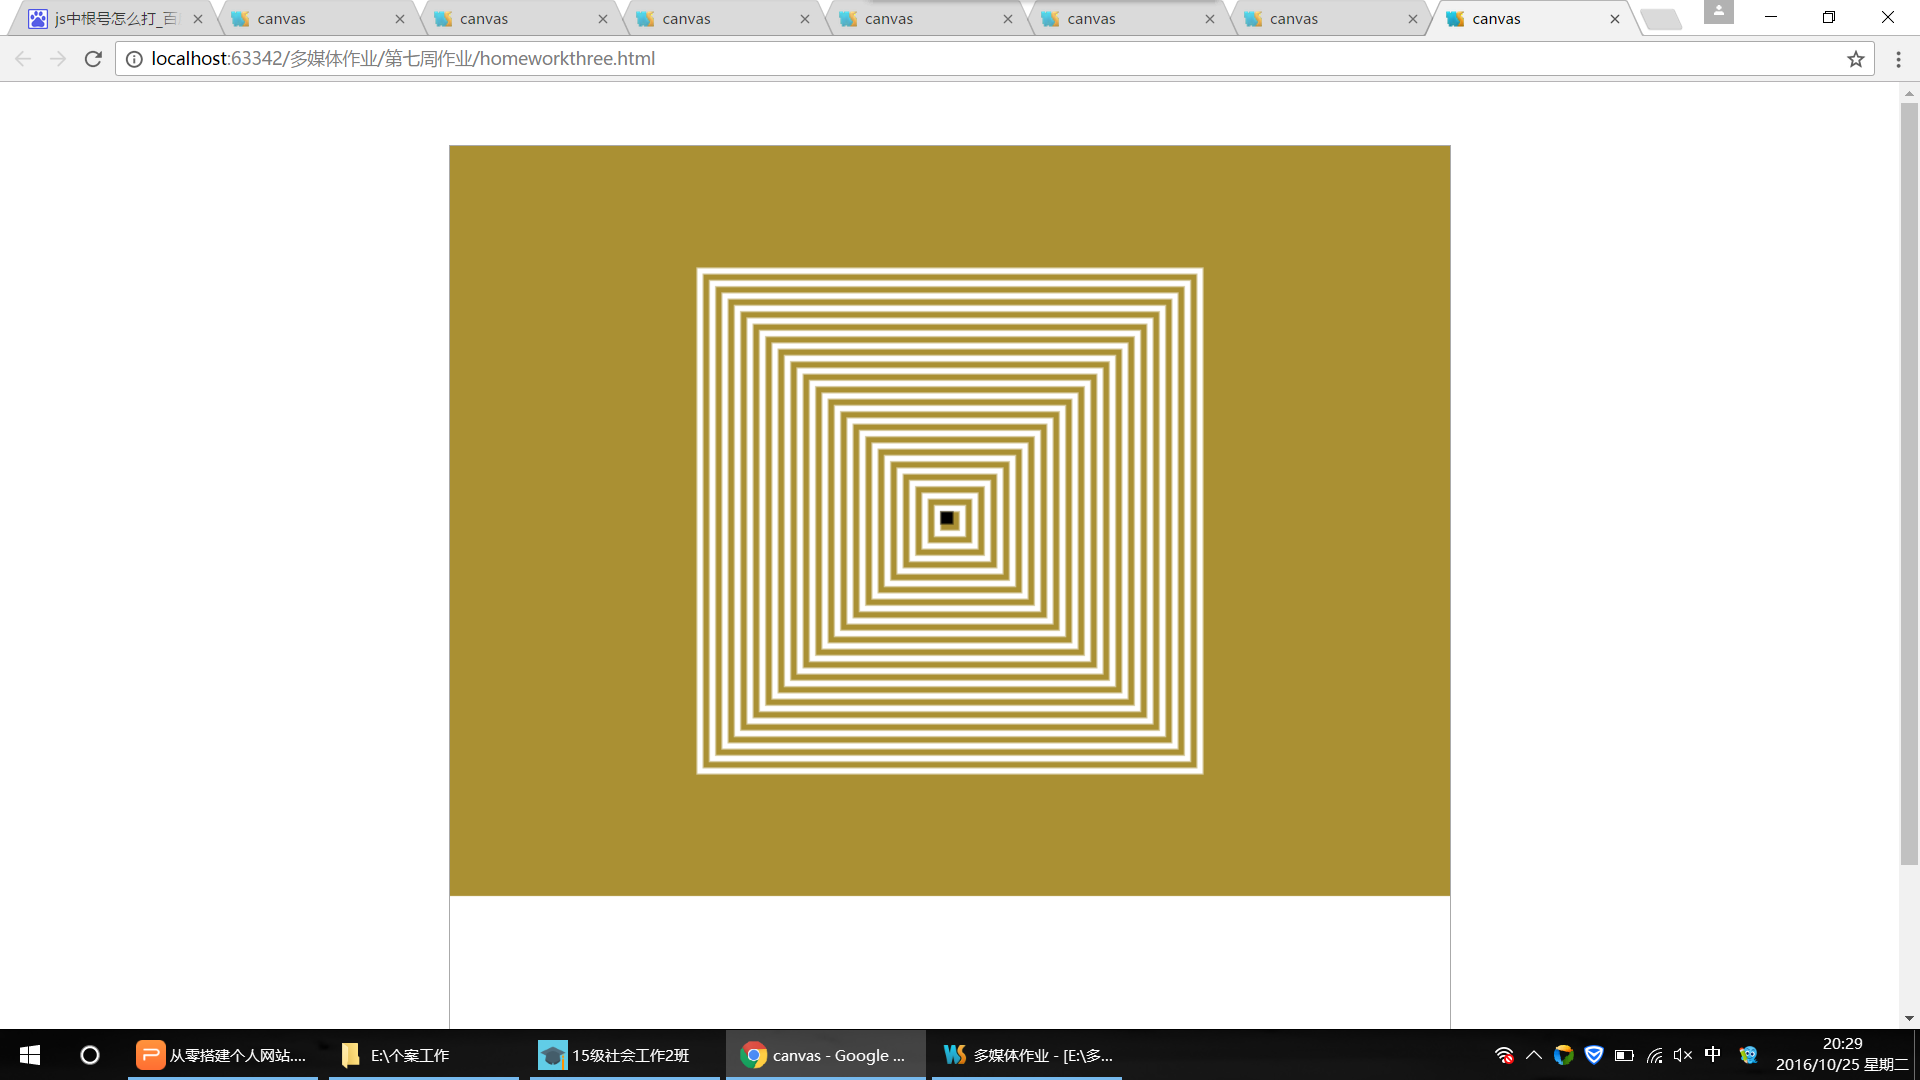 js中根号怎么打_百
canvas
canvas
canvas
canvas
canvas
canvas
canvas
localhost:63342/多媒体作业/第七周作业/homeworkthree.html
从零搭建个人网站....
E:\个案工作
15级社会工作2班
canvas - Google ...
多媒体作业 - [E:\多...
中
20:29
2016/10/25 星期二